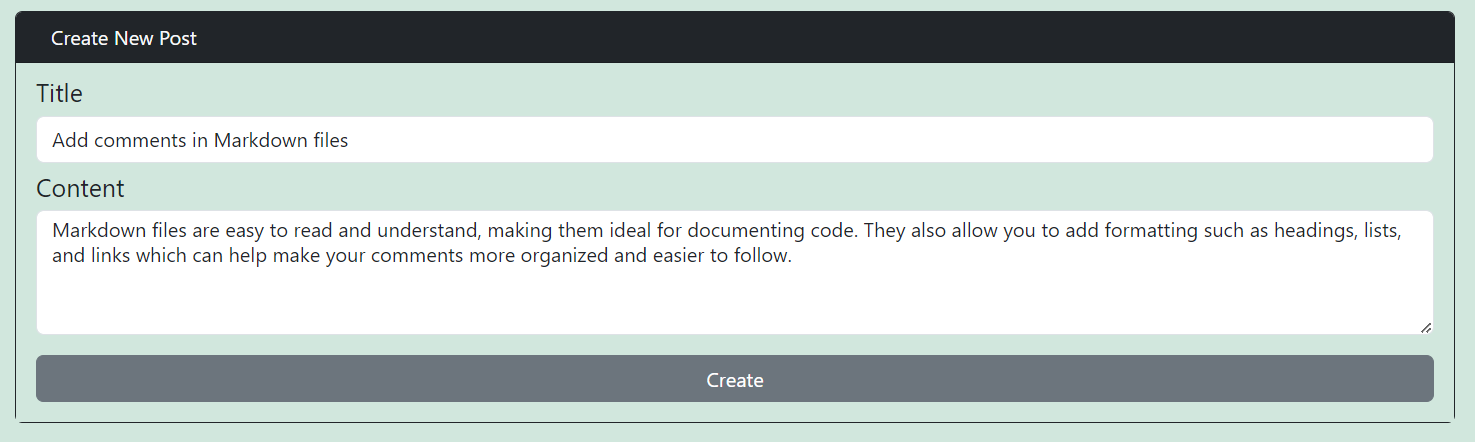 Create New Post
Title
Add comments in Markdown files
Content
Markdown files are easy to read and understand, making them ideal for documenting code. They also allow you to add formatting such as headings, lists,
and links which can help make your comments more organized and easier to follow.
Create